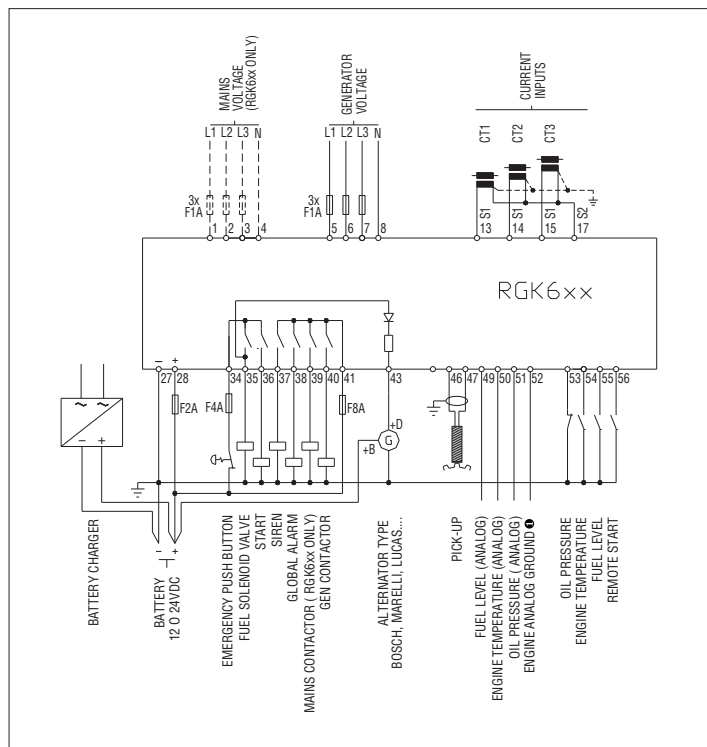 MAINS
VOLTAGE
(RGK6xx ONLY)
L1 L2 L3 N
GENERATOR
VOLTAGE
L1 L2 L3 N
CURRENT
INPUTS
CT1 CT2 CT3
3x
F1A
3x
F1A
S1 S1 S1 S2
1 2 3 4 5 6 7 8 13 14 15 17
RGK6xx
− +
27 28 34 35 36 37 38 39 40 41 43 46 47 49 50 51 52 53 54 55 56
F2A F4A F8A
+D
+B G
− +
− +
BATTERY CHARGER
BATTERY
12 O 24VDC
EMERGENCY PUSH BUTTON
FUEL SOLENOID VALVE
START
SIREN
GLOBAL ALARM
MAINS CONTACTOR ( RGK6xx ONLY)
GEN CONTACTOR
ALTERNATOR TYPE
BOSCH, MARELLI, LUCAS....
PICK-UP
FUEL LEVEL (ANALOG)
ENGINE TEMPERATURE (ANALOG)
OIL PRESSURE ( ANALOG)
ENGINE ANALOG GROUND ❶
OIL PRESSURE
ENGINE TEMPERATURE
FUEL LEVEL
REMOTE START